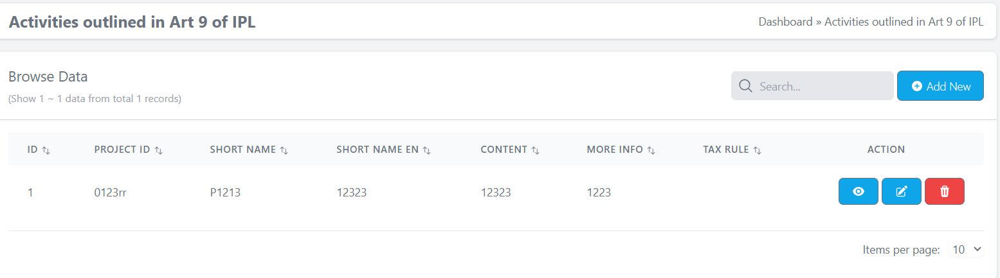 Activities outlined in Art 9 of IPL
Dashboard » Activities outlined in Art 9 of IPL
Browse Data
(Show 1 ~ 1 data from total 1 records)
Search...
Add New
ID PROJECT ID SHORT NAME SHORT NAME EN CONTENT MORE INFO TAX RULE ACTION
1 0123rr P1213 12323 12323 1223
Items per page: 10